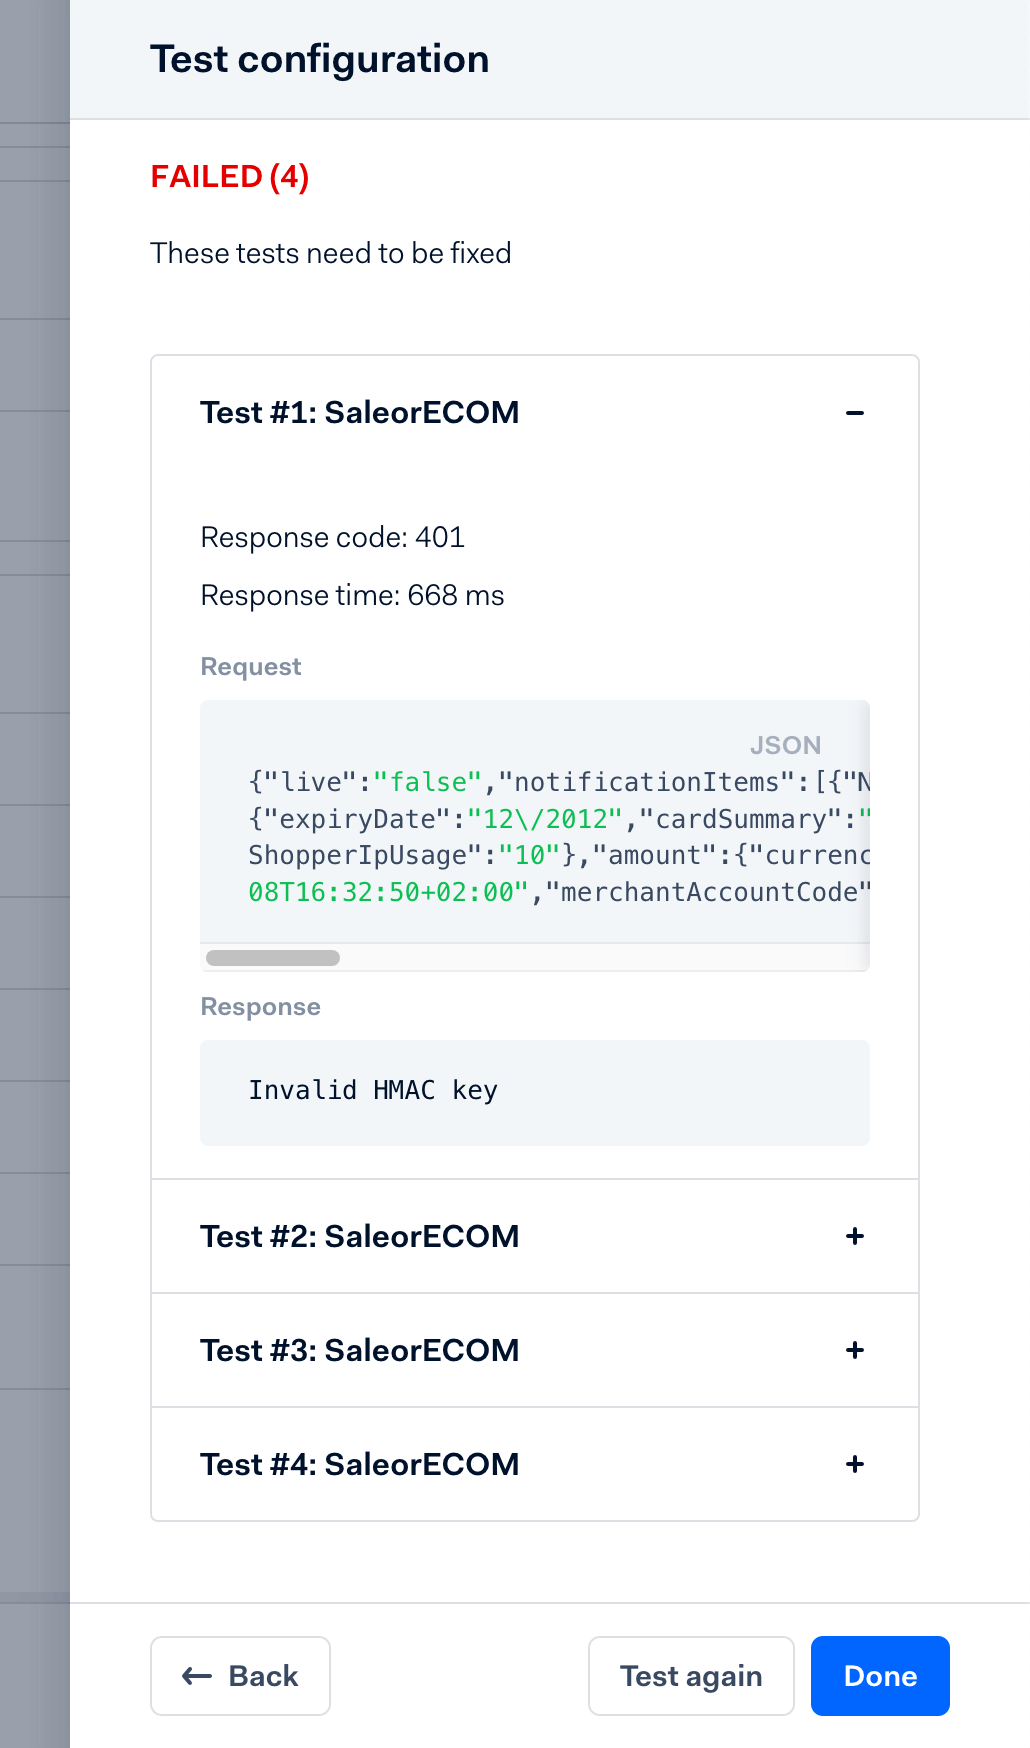 Test configuration
FAILED (4)
These tests need to be fixed
Test #1: SaleorECOM
Response code: 401
Response time: 668 ms
Request
JSON
{"live":"false","notificationItems":[{"N
{"expiryDate":"12\/2012","cardSummary":"
ShopperIpUsage":"10"},"amount":{"currenc
08T16:32:50+02:00","merchantAccountCode"
Response
Invalid HMAC key
Test #2: SaleorECOM
Test #3: SaleorECOM
Test #4: SaleorECOM
Back
Test again
Done